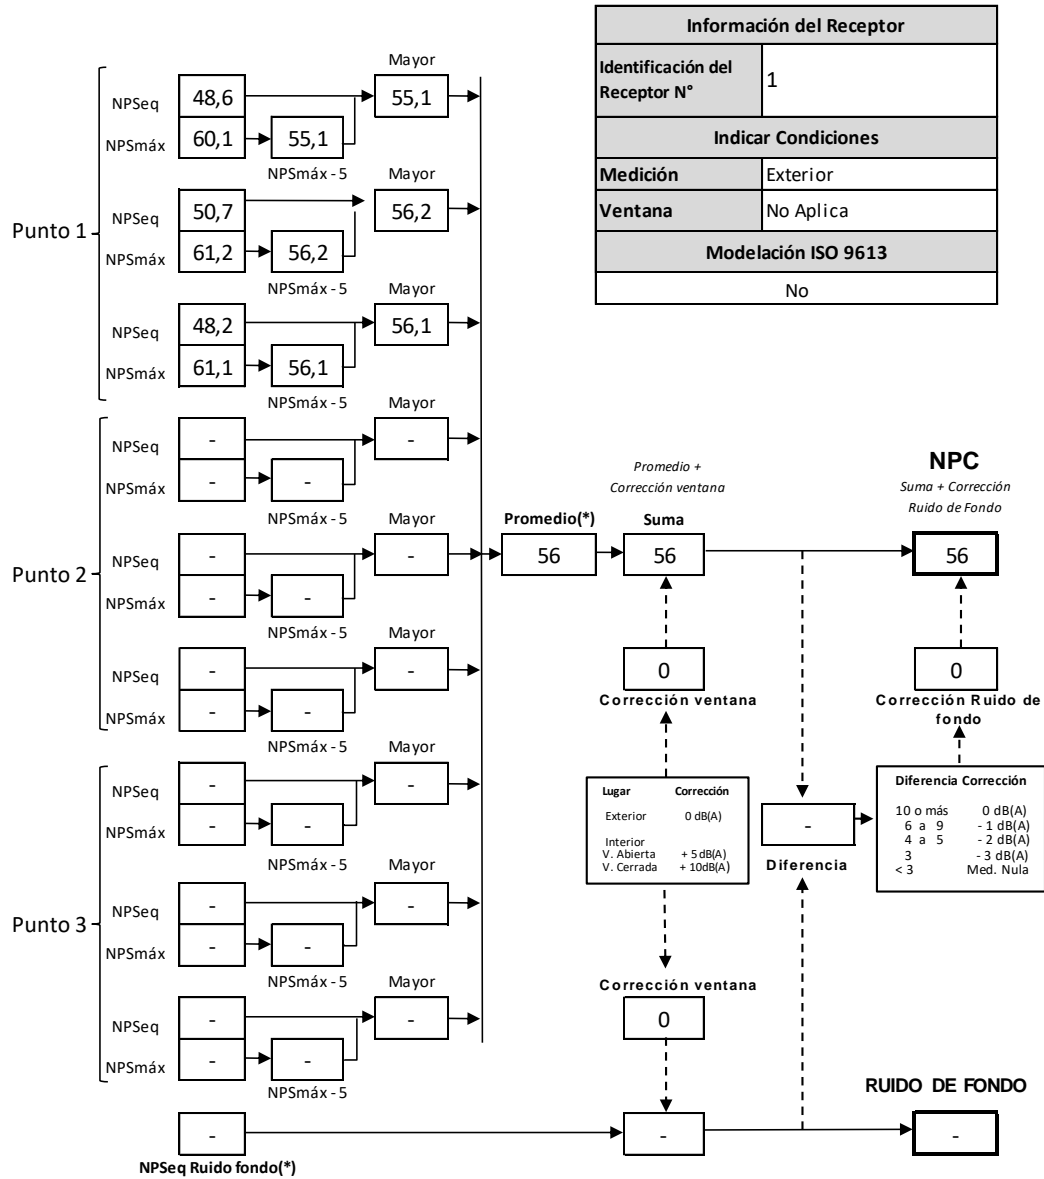 Información del Receptor
Identificación del Receptor N°
1
Indicar Condiciones
Medición
Exterior
Ventana
No Aplica
Modelación ISO 9613
No
Punto 1
Mayor
NPSeq
48,6
55,1
NPSmáx
60,1
55,1
NPSmáx - 5
Mayor
NPSeq
50,7
56,2
NPSmáx
61,2
56,2
NPSmáx - 5
Mayor
NPSeq
48,2
56,1
NPSmáx
61,1
56,1
NPSmáx - 5
Punto 2
Mayor
NPSeq
-
-
NPSmáx
-
-
NPSmáx - 5
Mayor
NPSeq
-
-
NPSmáx
-
-
NPSmáx - 5
Mayor
NPSeq
-
-
NPSmáx
-
-
NPSmáx - 5
Punto 3
Mayor
NPSeq
-
-
NPSmáx
-
-
NPSmáx - 5
Mayor
NPSeq
-
-
NPSmáx
-
-
NPSmáx - 5
Mayor
NPSeq
-
-
NPSmáx
-
-
NPSmáx - 5
Promedio(*)
56
Promedio +
Corrección ventana
Suma
56
0
Corrección ventana
Lugar Corrección
Exterior 0 dB(A)
Interior
V. Abierta + 5 dB(A)
V. Cerrada + 10dB(A)
Corrección ventana
0
-
Diferencia
NPC
Suma + Corrección
Ruido de Fondo
56
0
Corrección Ruido de
fondo
Diferencia Corrección
10 o más 0 dB(A)
6 a 9 - 1 dB(A)
4 a 5 - 2 dB(A)
3 - 3 dB(A)
< 3 Med. Nula
RUIDO DE FONDO
-
-
-
NPSeq Ruido fondo(*)